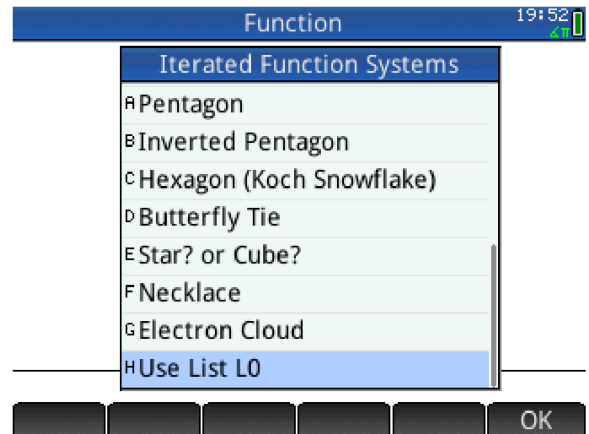 Function
19:52
∡π
Iterated Function Systems
A Pentagon
B Inverted Pentagon
C Hexagon (Koch Snowflake)
D Butterfly Tie
E Star? or Cube?
F Necklace
G Electron Cloud
H Use List L0
OK